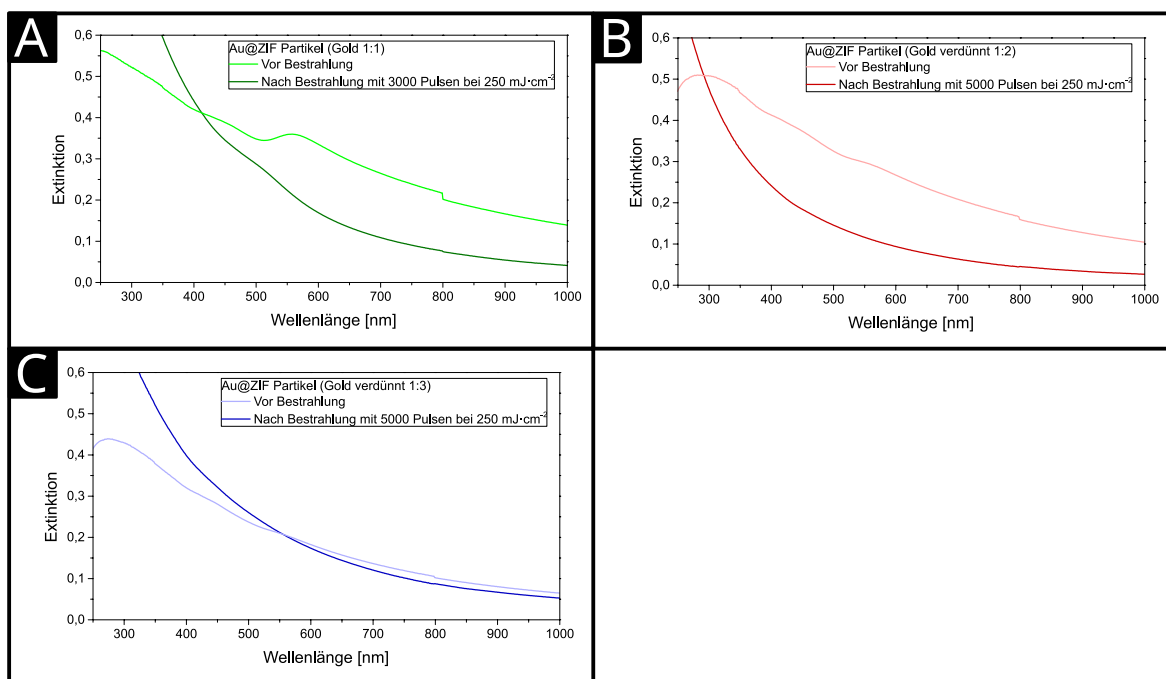 A
Au@ZIF Partikel (Gold 1:1)
Vor Bestrahlung
Nach Bestrahlung mit 3000 Pulsen bei 250 mJ·cm⁻²
Extinktion
0,6
0,5
0,4
0,3
0,2
0,1
0,0
300 400 500 600 700 800 900 1000
Wellenlänge [nm]
B
Au@ZIF Partikel (Gold verdünnt 1:2)
Vor Bestrahlung
Nach Bestrahlung mit 5000 Pulsen bei 250 mJ·cm⁻²
Extinktion
0,6
0,5
0,4
0,3
0,2
0,1
0,0
300 400 500 600 700 800 900 1000
Wellenlänge [nm]
C
Au@ZIF Partikel (Gold verdünnt 1:3)
Vor Bestrahlung
Nach Bestrahlung mit 5000 Pulsen bei 250 mJ·cm⁻²
Extinktion
0,6
0,5
0,4
0,3
0,2
0,1
0,0
300 400 500 600 700 800 900 1000
Wellenlänge [nm]